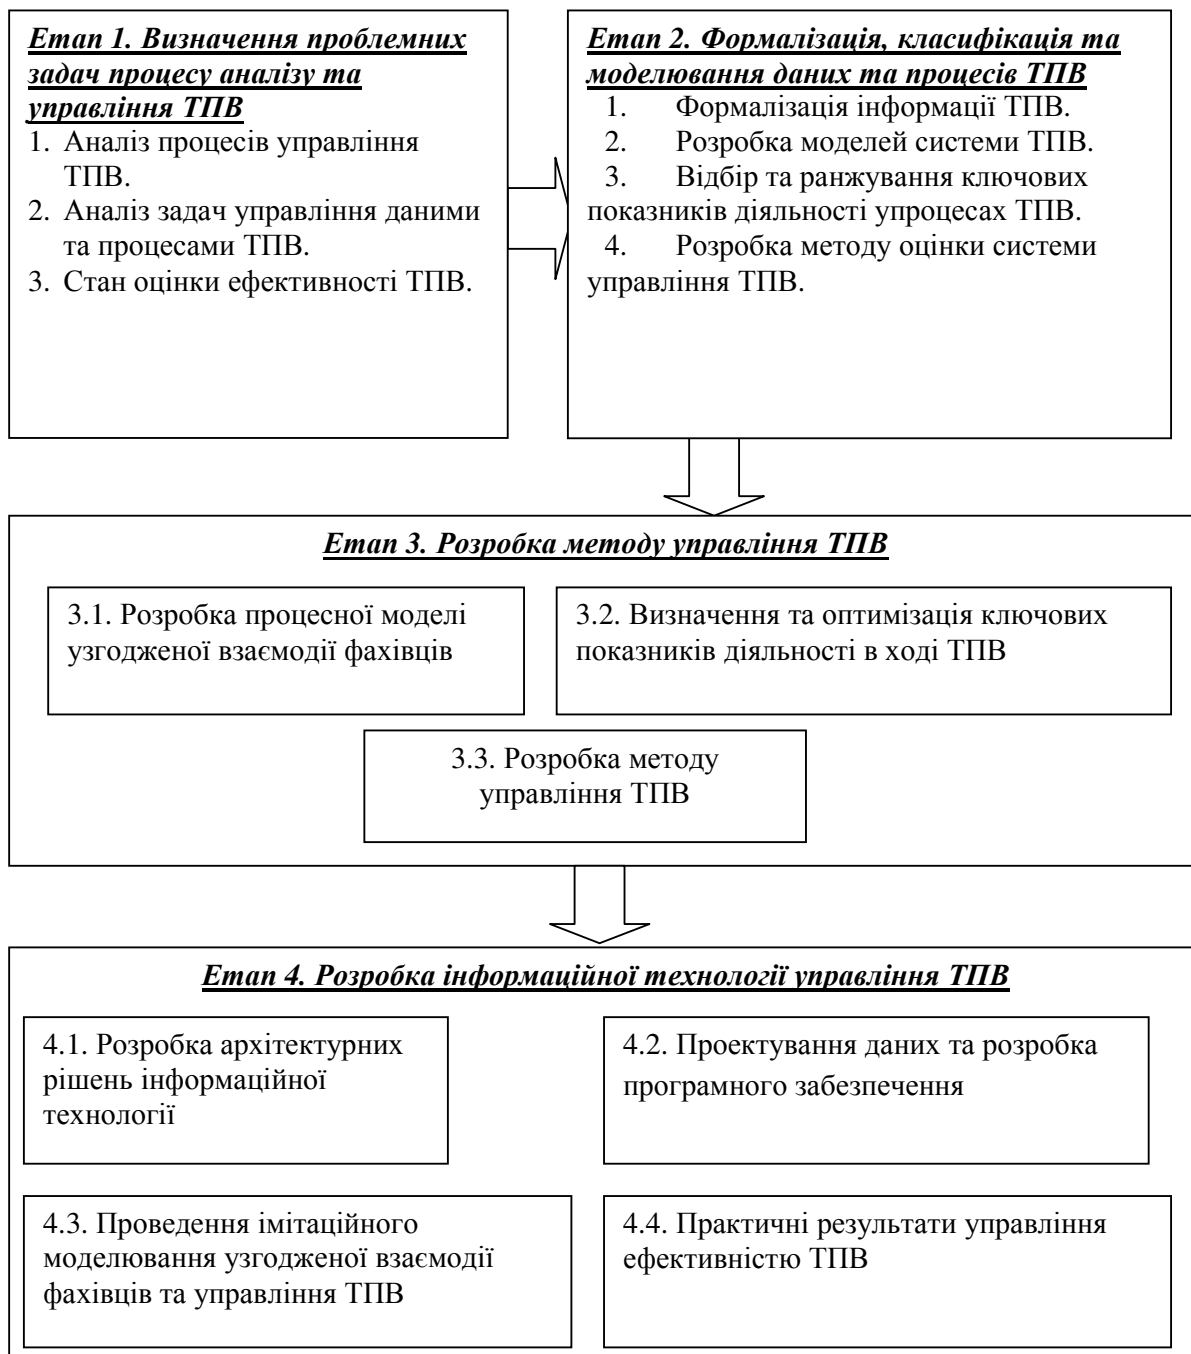 Етап 1. Визначення проблемних
задач процесу аналізу та
управління ТПВ
1. Аналіз процесів управління
ТПВ.
2. Аналіз задач управління даними
та процесами ТПВ.
3. Стан оцінки ефективності ТПВ.
Етап 2. Формалізація, класифікація та
моделювання даних та процесів ТПВ
1. Формалізація інформації ТПВ.
2. Розробка моделей системи ТПВ.
3. Відбір та ранжування ключових
показників діяльності упроцесах ТПВ.
4. Розробка методу оцінки системи
управління ТПВ.
Етап 3. Розробка методу управління ТПВ
3.1. Розробка процесної моделі
узгодженої взаємодії фахівців
3.2. Визначення та оптимізація ключових
показників діяльності в ході ТПВ
3.3. Розробка методу
управління ТПВ
Етап 4. Розробка інформаційної технології управління ТПВ
4.1. Розробка архітектурних
рішень інформаційної
технології
4.2. Проектування даних та розробка
програмного забезпечення
4.3. Проведення імітаційного
моделювання узгодженої взаємодії
фахівців та управління ТПВ
4.4. Практичні результати управління
ефективністю ТПВ